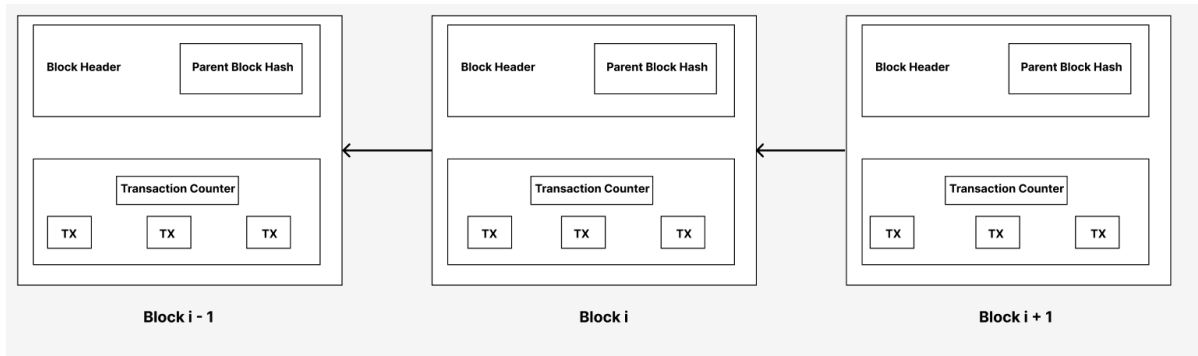 Block Header
Parent Block Hash
Transaction Counter
TX
TX
TX
Block i - 1
Block Header
Parent Block Hash
Transaction Counter
TX
TX
TX
Block i
Block Header
Parent Block Hash
Transaction Counter
TX
TX
TX
Block i + 1